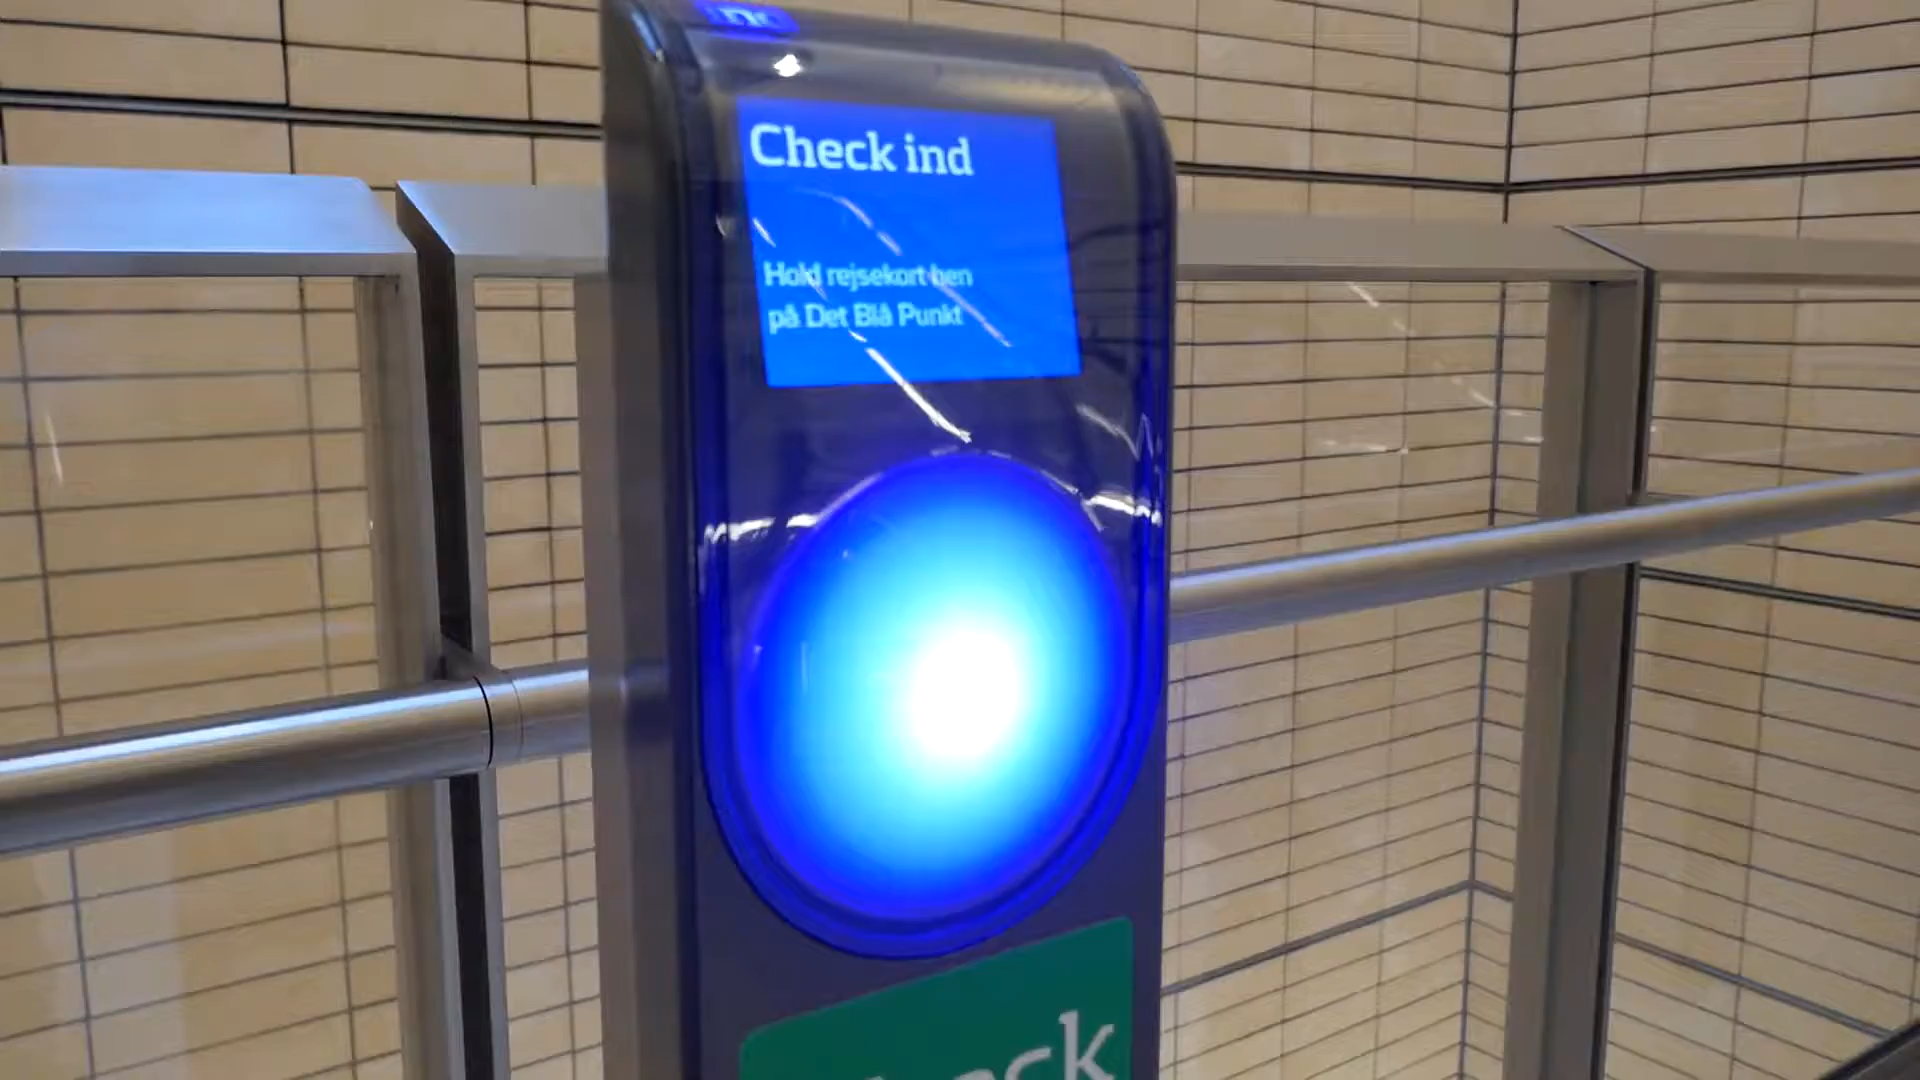 Check ind
Hold rejsekort hen
på Det Blå Punkt